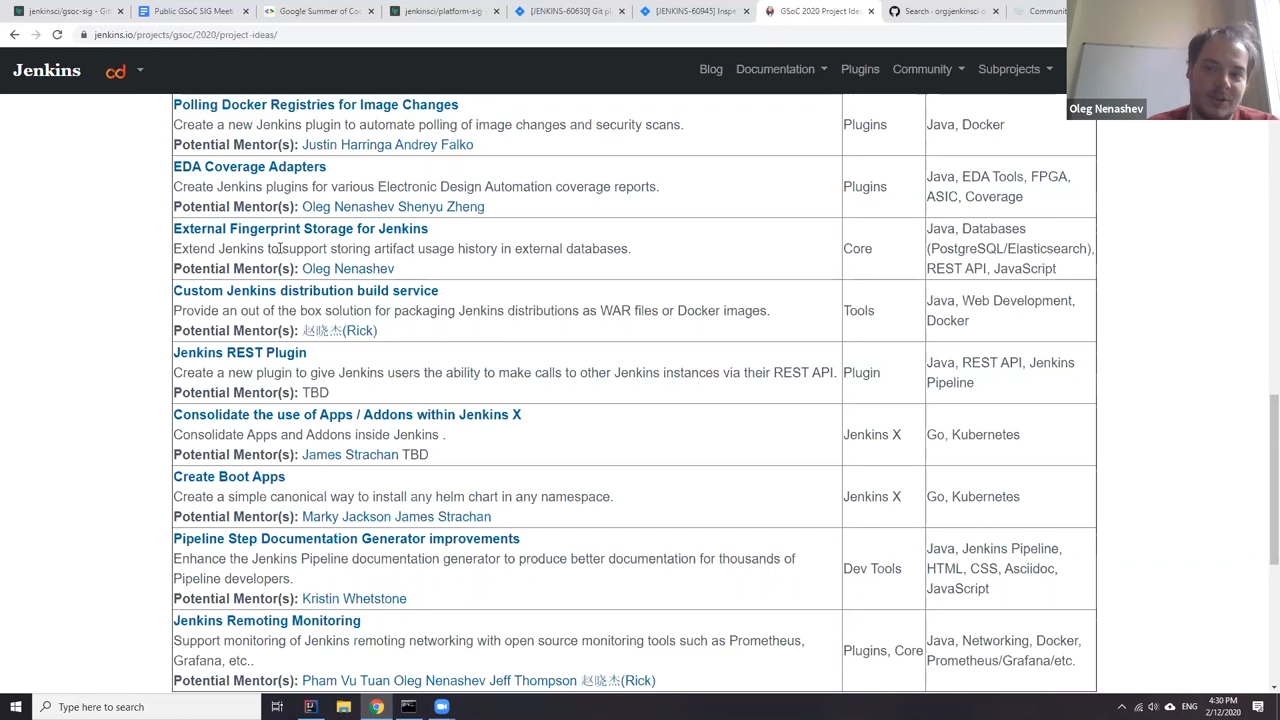 jenkinsci/gsoc-sig - Git
Public GSoC SIG Meet
Google Summer of Co
jenkinsci/platform-sig -
[JENKINS-60630] Git pl
[JENKINS-60945] Inspe
GSoC 2020 Project Idea
Search · orgjenkinsci o
Communi
jenkins.io/projects/gsoc/2020/project-ideas/
Jenkins
cd
Blog Documentation Plugins Community Subprojects
Oleg Nenashev
Polling Docker Registries for Image Changes
Create a new Jenkins plugin to automate polling of image changes and security scans.
Potential Mentor(s): Justin Harringa Andrey Falko
Plugins
Java, Docker
EDA Coverage Adapters
Create Jenkins plugins for various Electronic Design Automation coverage reports.
Potential Mentor(s): Oleg Nenashev Shenyu Zheng
Plugins
Java, EDA Tools, FPGA,
ASIC, Coverage
External Fingerprint Storage for Jenkins
Extend Jenkins to support storing artifact usage history in external databases.
Potential Mentor(s): Oleg Nenashev
Core
Java, Databases
(PostgreSQL/Elasticsearch),
REST API, JavaScript
Custom Jenkins distribution build service
Provide an out of the box solution for packaging Jenkins distributions as WAR files or Docker images.
Potential Mentor(s): 赵晓杰(Rick)
Tools
Java, Web Development,
Docker
Jenkins REST Plugin
Create a new plugin to give Jenkins users the ability to make calls to other Jenkins instances via their REST API.
Potential Mentor(s): TBD
Plugin
Java, REST API, Jenkins
Pipeline
Consolidate the use of Apps / Addons within Jenkins X
Consolidate Apps and Addons inside Jenkins .
Potential Mentor(s): James Strachan TBD
Jenkins X
Go, Kubernetes
Create Boot Apps
Create a simple canonical way to install any helm chart in any namespace.
Potential Mentor(s): Marky Jackson James Strachan
Jenkins X
Go, Kubernetes
Pipeline Step Documentation Generator improvements
Enhance the Jenkins Pipeline documentation generator to produce better documentation for thousands of
Pipeline developers.
Potential Mentor(s): Kristin Whetstone
Dev Tools
Java, Jenkins Pipeline,
HTML, CSS, Asciidoc,
JavaScript
Jenkins Remoting Monitoring
Support monitoring of Jenkins remoting networking with open source monitoring tools such as Prometheus,
Grafana, etc..
Potential Mentor(s): Pham Vu Tuan Oleg Nenashev Jeff Thompson 赵晓杰(Rick)
Plugins, Core
Java, Networking, Docker,
Prometheus/Grafana/etc.
Type here to search
ENG
4:30 PM
2/12/2020